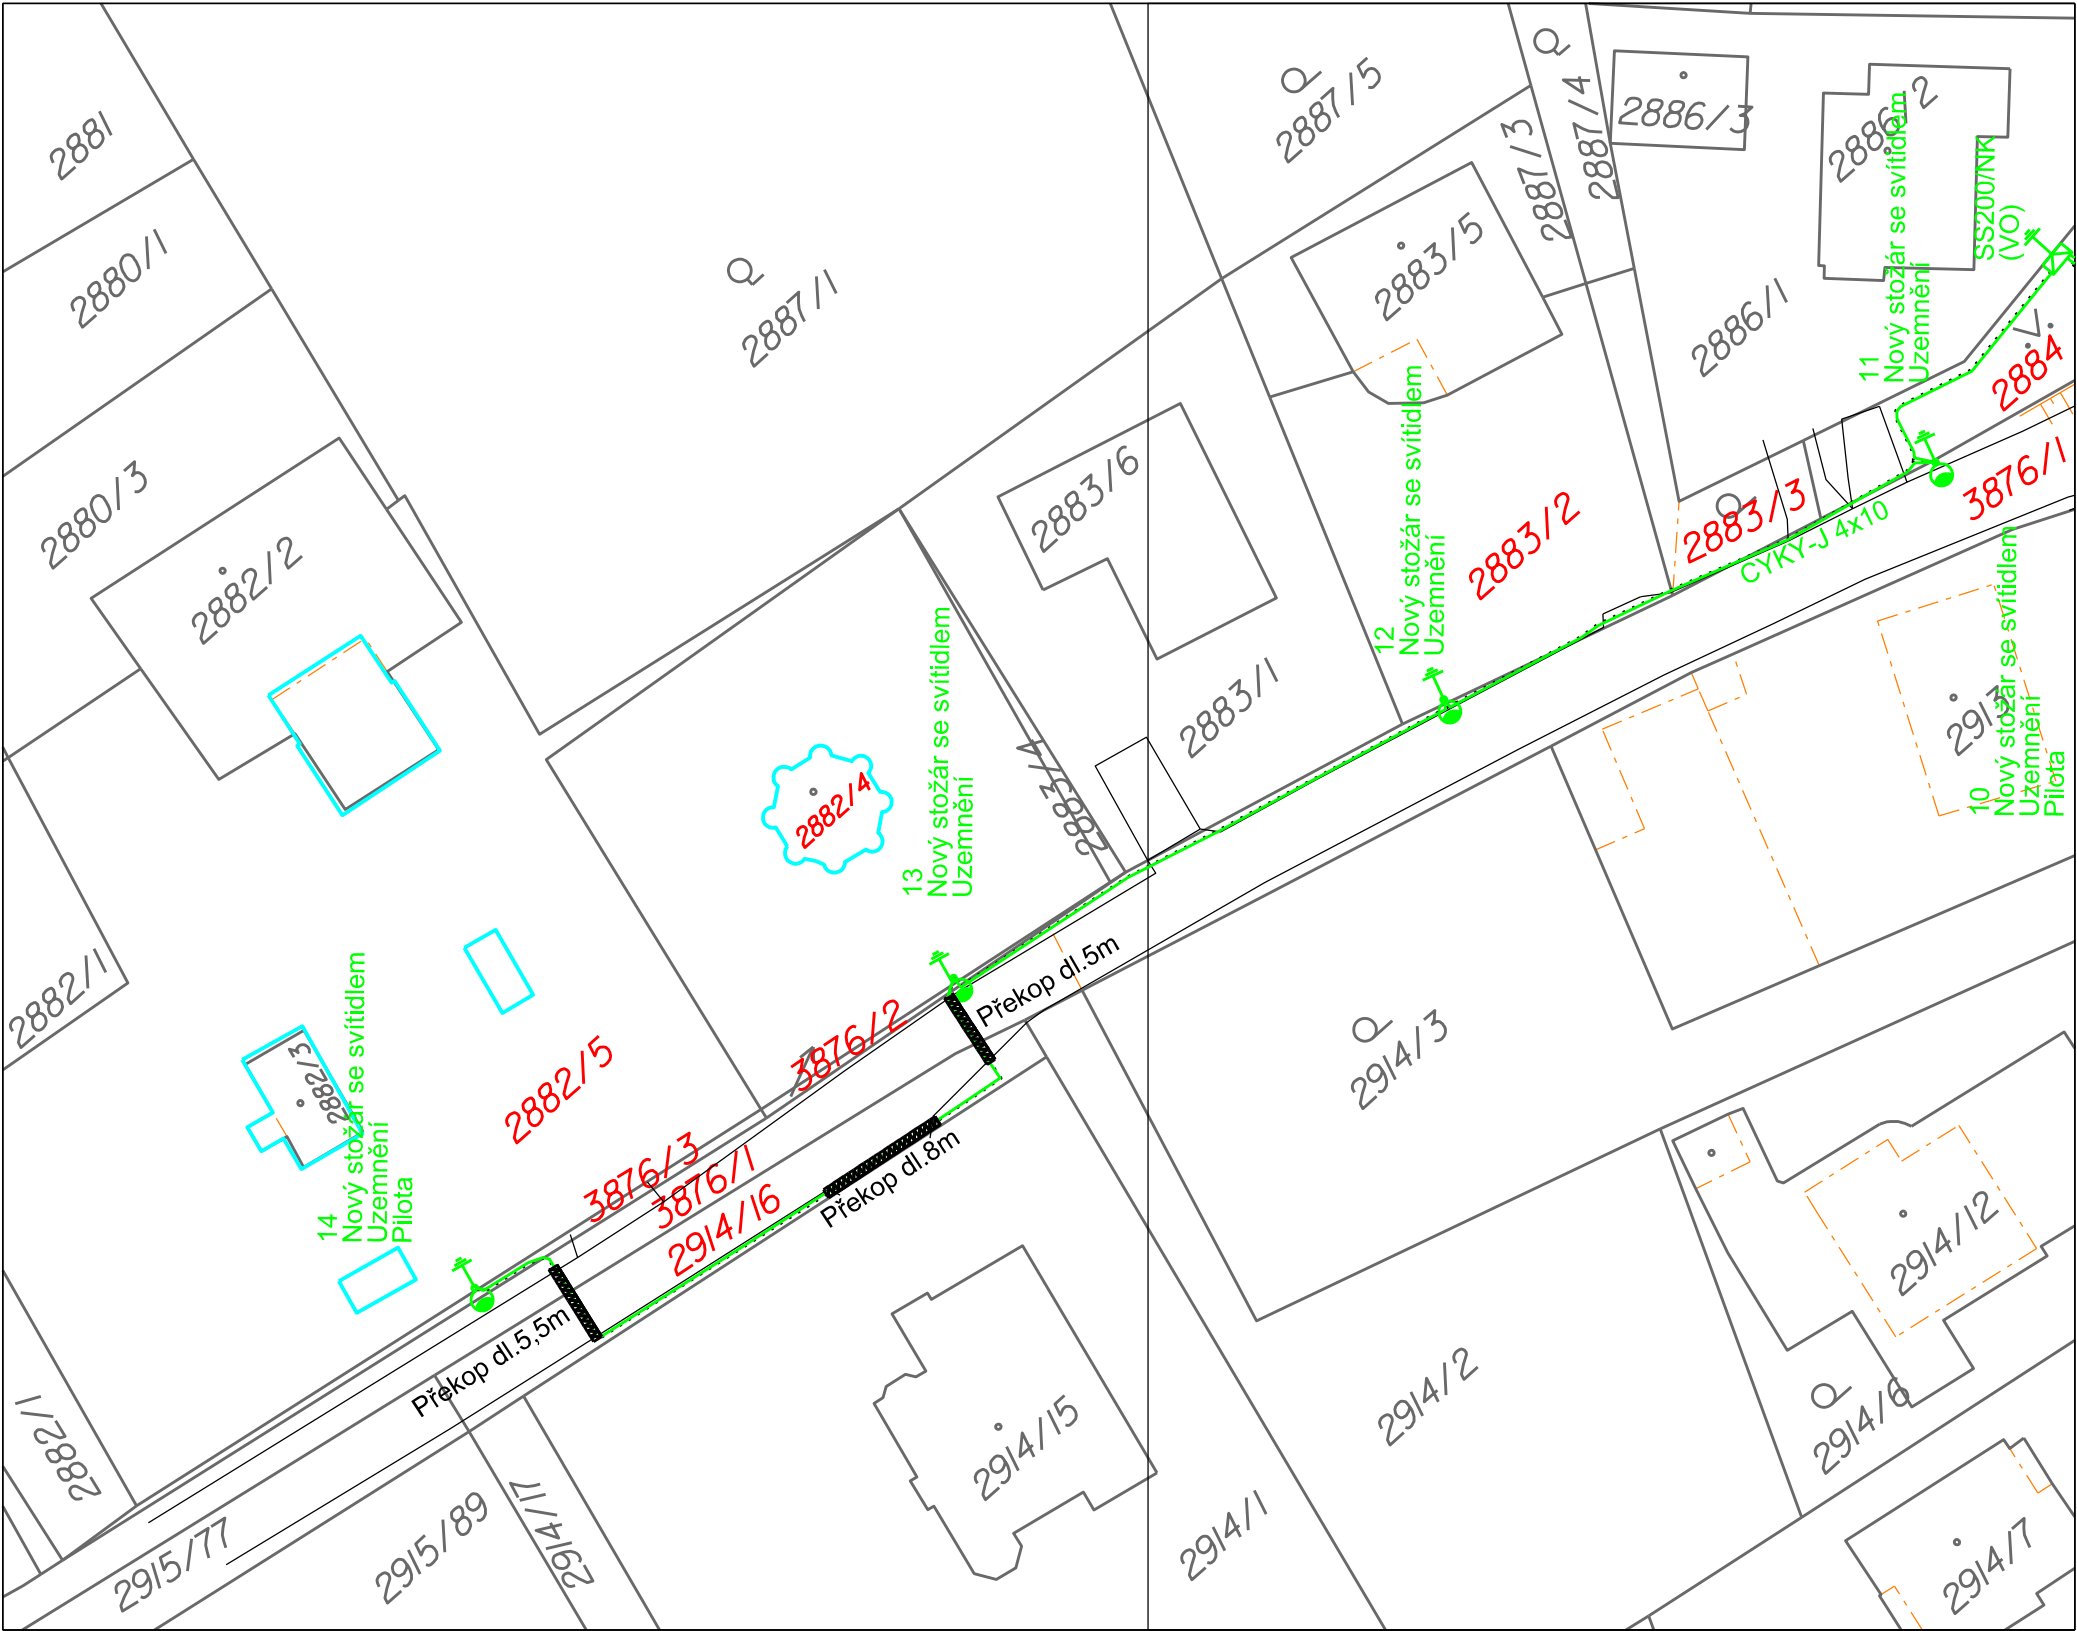 2881
2880/1
2880/3
2882/2
2887/1
Q
2887/5
Q
2887/3
2887/4
Q
2886/3
2886/2
2883/5
2886/1
11
Nový stožár se svítidlem
Uzemnění
SS200/NK
(VO)
2884
3876/1
2883/6
12
Nový stožár se svítidlem
Uzemnění
2883/2
Q
2883/3
CYKY-J 4x10
2883/1
2883/4
2882/4
13
Nový stožár se svítidlem
Uzemnění
10
Nový stožár se svítidlem
Uzemnění
Pilota
2913
2882/1
2882/3
14
Nový stožár se svítidlem
Uzemnění
Pilota
2882/5
3876/2
Překop dl.5m
Q
2914/3
3876/3
3876/1
2914/16
Překop dl.8m
Překop dl.5,5m
2914/12
2914/2
Q
2914/6
2914/15
2882/1
2915/77
2915/89
2914/17
2914/1
2914/7